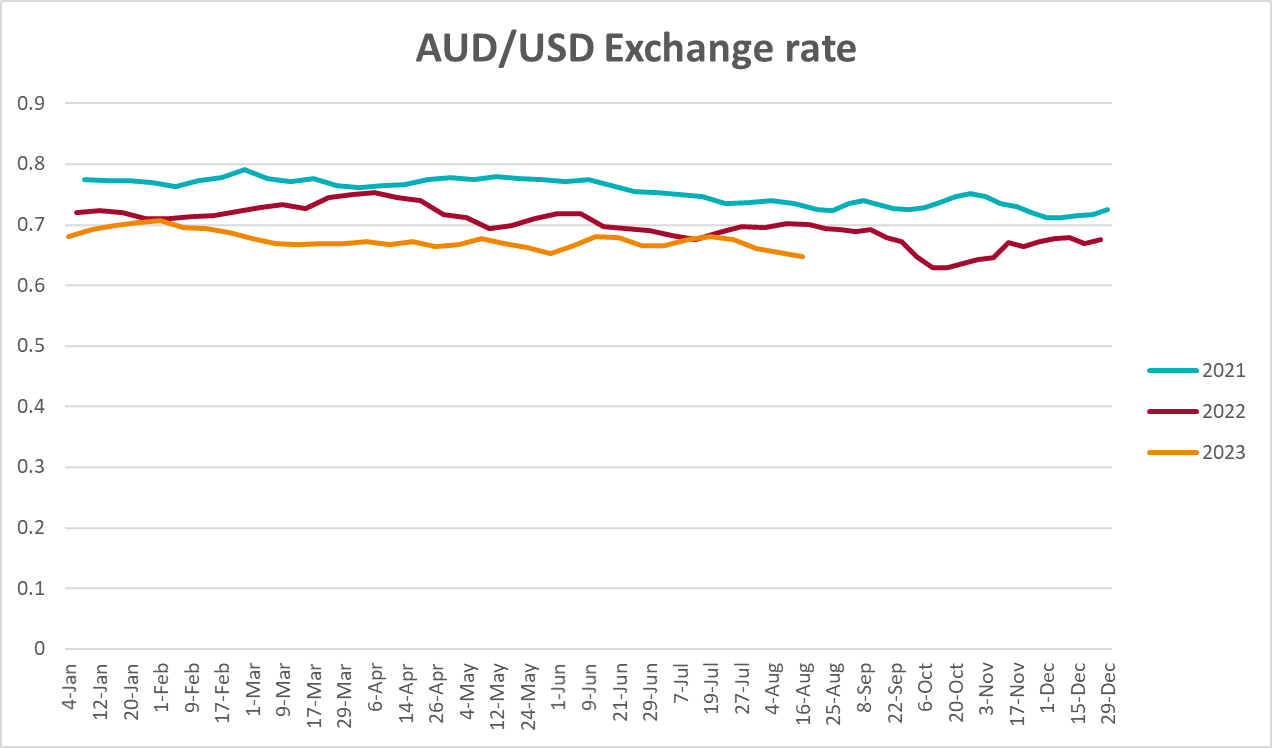 AUD/USD Exchange rate
0.9
0.8
0.7
0.6
0.5
0.4
0.3
0.2
0.1
0
2021
2022
2023
4-Jan
12-Jan
20-Jan
1-Feb
9-Feb
17-Feb
1-Mar
9-Mar
17-Mar
29-Mar
6-Apr
14-Apr
26-Apr
4-May
12-May
24-May
1-Jun
9-Jun
21-Jun
29-Jun
7-Jul
19-Jul
27-Jul
4-Aug
16-Aug
25-Aug
8-Sep
22-Sep
6-Oct
20-Oct
3-Nov
17-Nov
1-Dec
15-Dec
29-Dec